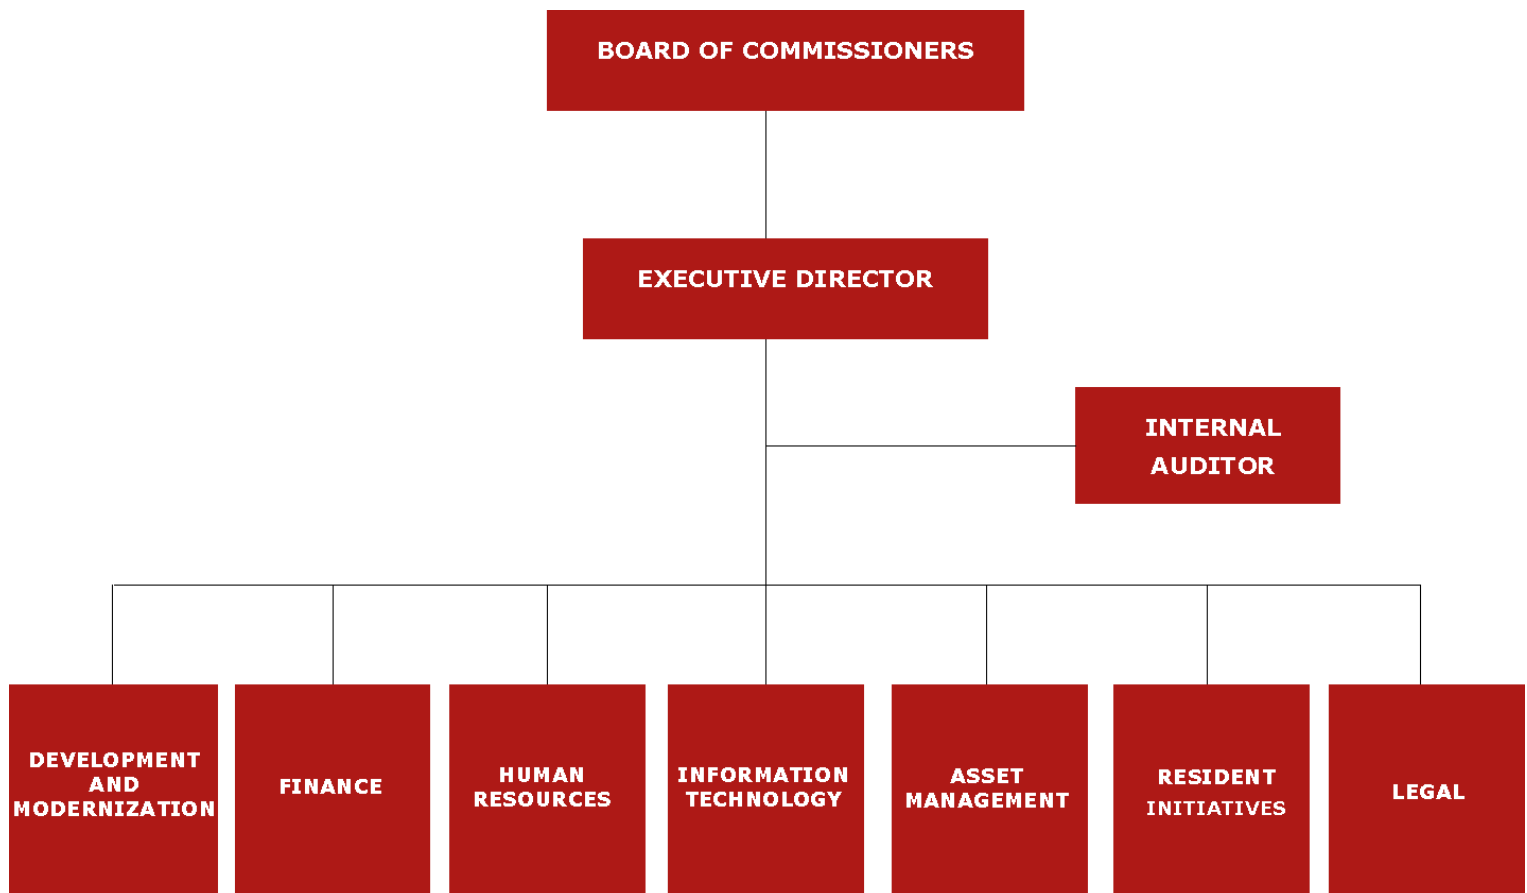 BOARD OF COMMISSIONERS
EXECUTIVE DIRECTOR
INTERNAL
AUDITOR
DEVELOPMENT
AND
MODERNIZATION
FINANCE
HUMAN
RESOURCES
INFORMATION
TECHNOLOGY
ASSET
MANAGEMENT
RESIDENT
INITIATIVES
LEGAL